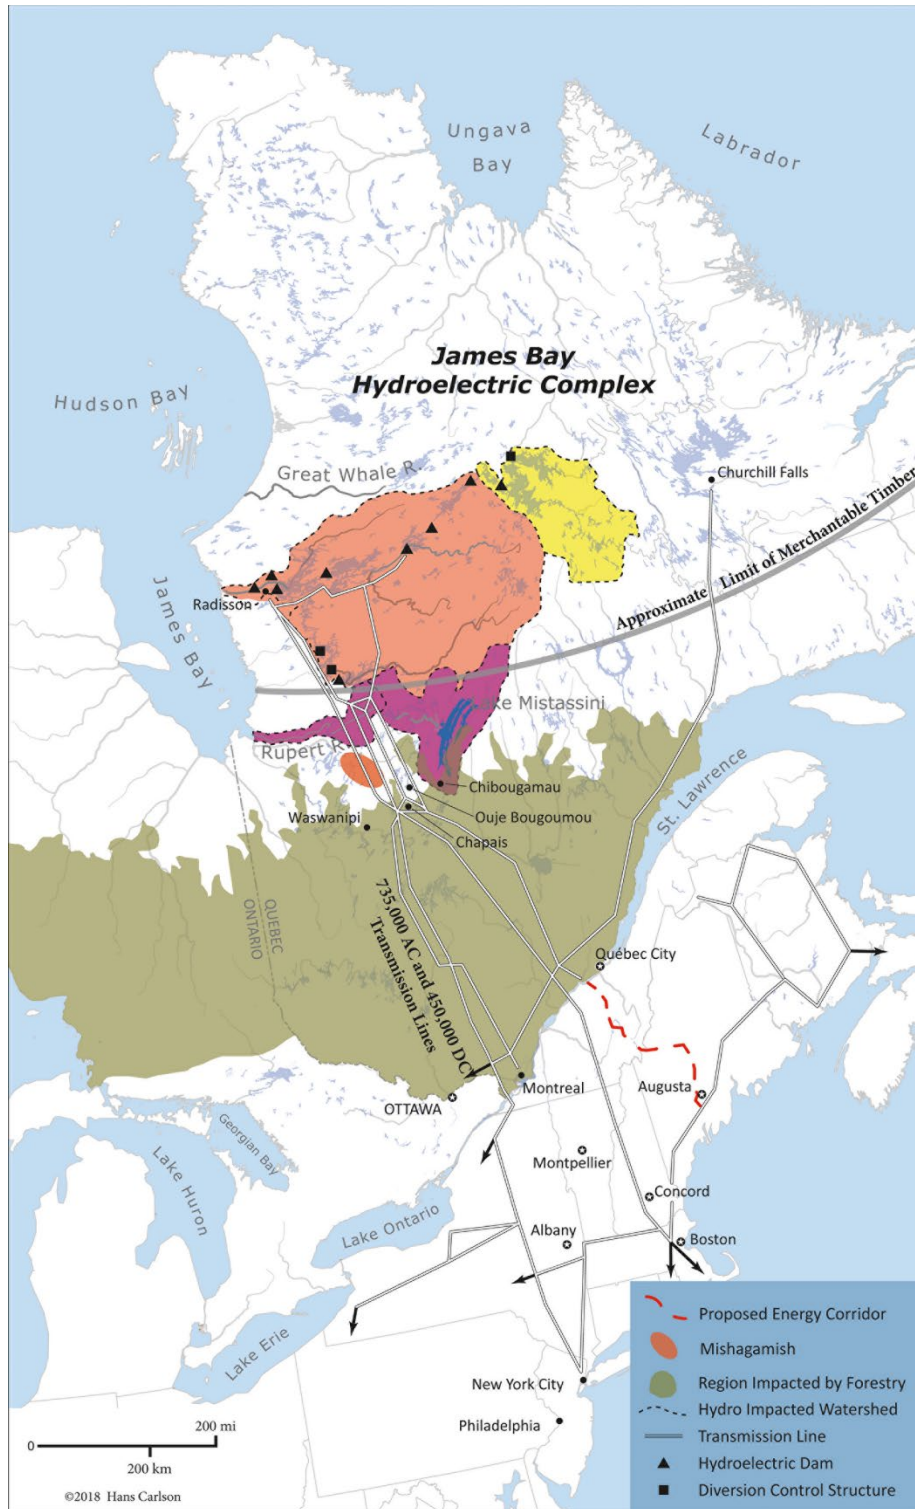 Ungava
Bay
Labrador
James Bay
Hydroelectric Complex
Hudson Bay
Great Whale R.
Churchill Falls
Approximate Limit of Merchantable Timber
James Bay
Radisson
Lake Mistassini
Rupert R.
Chibougamau
Ouje Bougoumou
Waswanipi
Chapais
St. Lawrence
QUEBEC
ONTARIO
735,000 AC and 450,000 DC
Transmission Lines
Québec City
Montreal
OTTAWA
Augusta
Georgian Bay
Lake Huron
Montpellier
Concord
Lake Ontario
Albany
Boston
Lake Erie
New York City
Philadelphia
Proposed Energy Corridor
Mishagamish
Region Impacted by Forestry
Hydro Impacted Watershed
Transmission Line
Hydroelectric Dam
Diversion Control Structure
200 mi
0
200 km
©2018 Hans Carlson